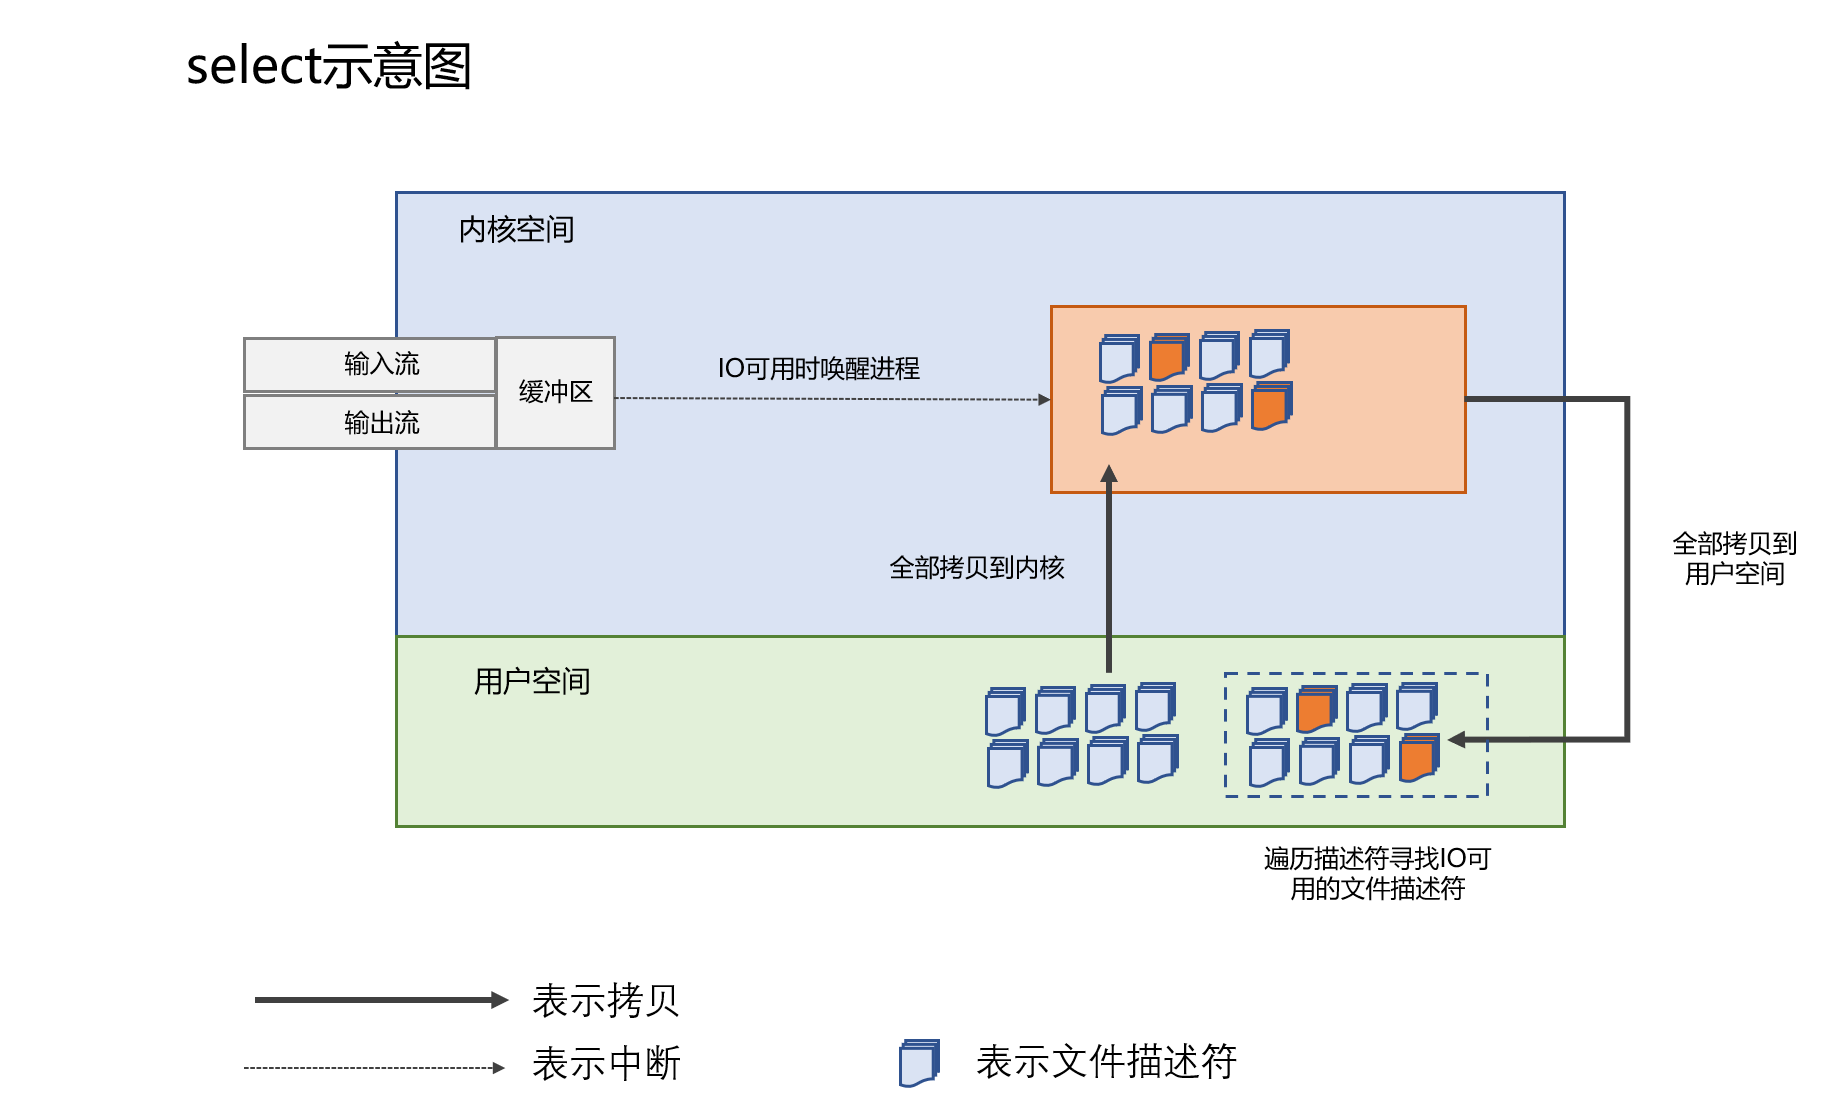 select示意图
内核空间
输入流
输出流
缓冲区
IO可用时唤醒进程
全部拷贝到内核
全部拷贝到
用户空间
用户空间
遍历描述符寻找IO可
用的文件描述符
表示拷贝
表示中断
表示文件描述符